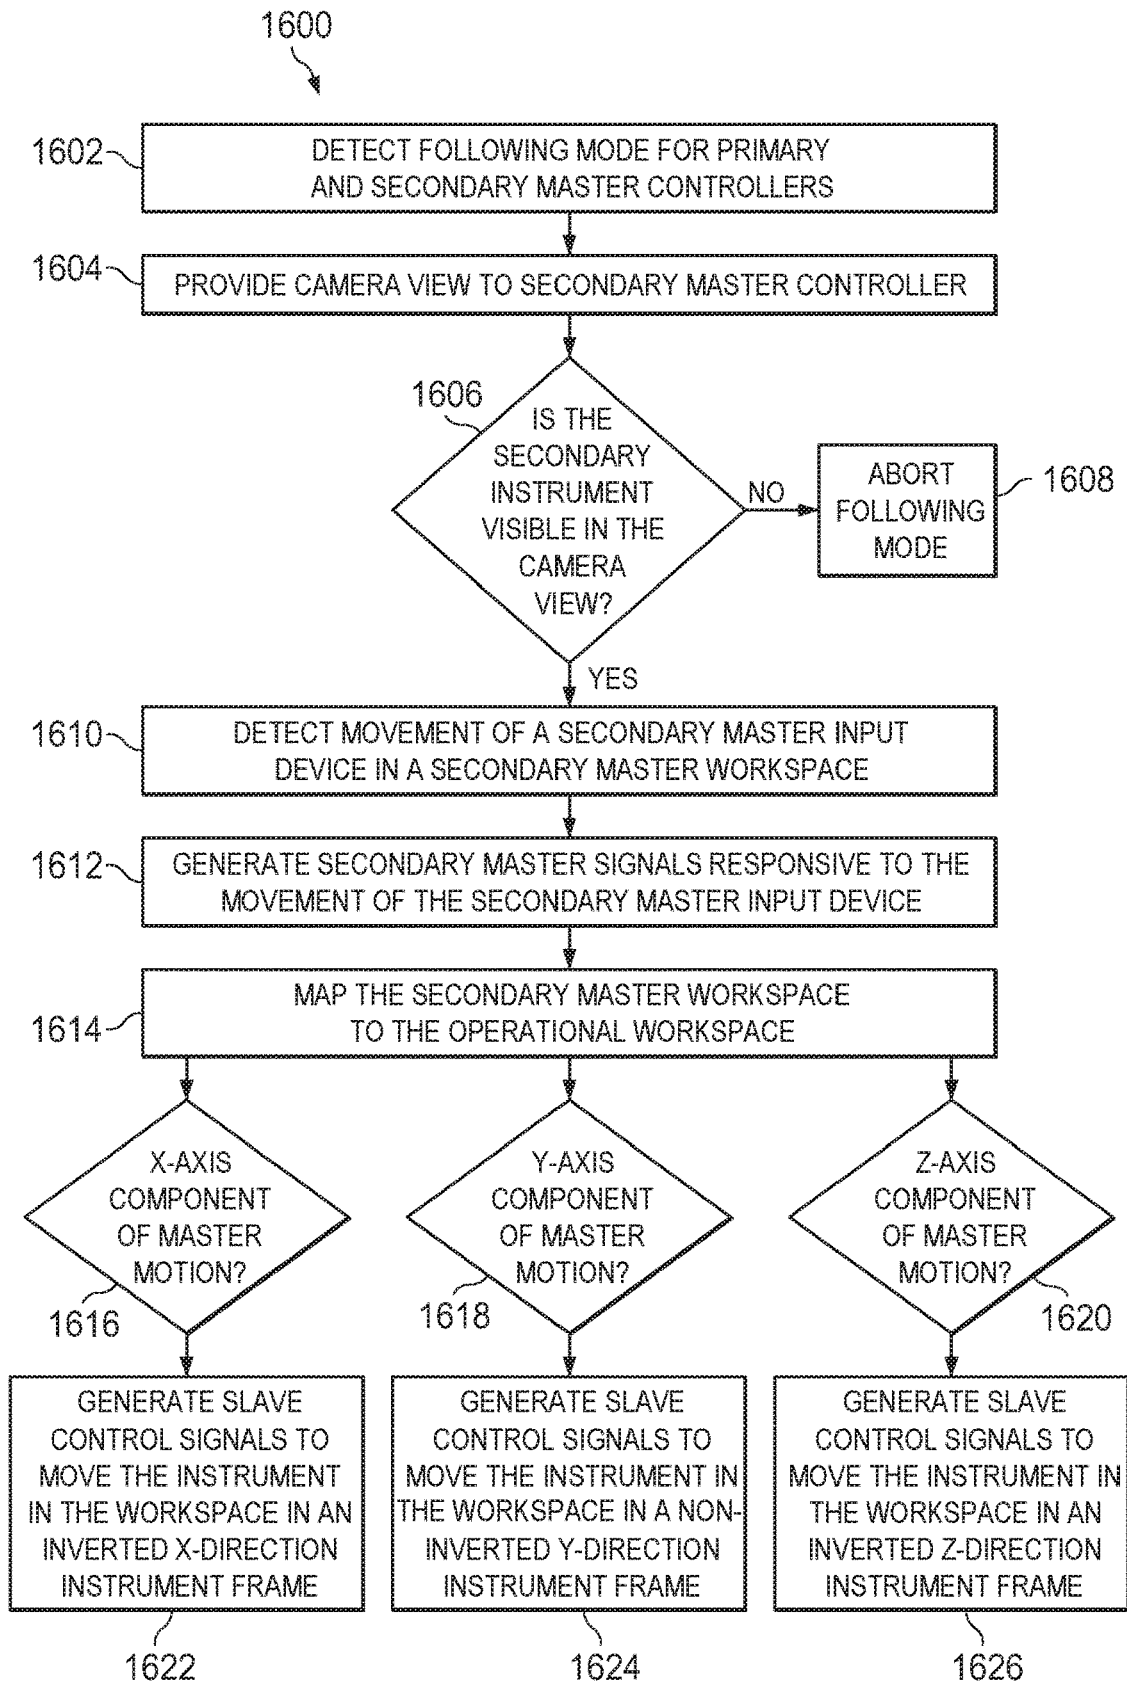 1600
1602
DETECT FOLLOWING MODE FOR PRIMARY
AND SECONDARY MASTER CONTROLLERS
1604
PROVIDE CAMERA VIEW TO SECONDARY MASTER CONTROLLER
1606
IS THE
SECONDARY
INSTRUMENT
VISIBLE IN THE
CAMERA
VIEW?
NO
ABORT
FOLLOWING
MODE
1608
YES
1610
DETECT MOVEMENT OF A SECONDARY MASTER INPUT
DEVICE IN A SECONDARY MASTER WORKSPACE
1612
GENERATE SECONDARY MASTER SIGNALS RESPONSIVE TO THE
MOVEMENT OF THE SECONDARY MASTER INPUT DEVICE
1614
MAP THE SECONDARY MASTER WORKSPACE
TO THE OPERATIONAL WORKSPACE
X-AXIS
COMPONENT
OF MASTER
MOTION?
1616
Y-AXIS
COMPONENT
OF MASTER
MOTION?
1618
Z-AXIS
COMPONENT
OF MASTER
MOTION?
1620
GENERATE SLAVE
CONTROL SIGNALS TO
MOVE THE INSTRUMENT
IN THE WORKSPACE IN AN
INVERTED X-DIRECTION
INSTRUMENT FRAME
1622
GENERATE SLAVE
CONTROL SIGNALS TO
MOVE THE INSTRUMENT IN
THE WORKSPACE IN A NON-
INVERTED Y-DIRECTION
INSTRUMENT FRAME
1624
GENERATE SLAVE
CONTROL SIGNALS TO
MOVE THE INSTRUMENT IN
THE WORKSPACE IN AN
INVERTED Z-DIRECTION
INSTRUMENT FRAME
1626